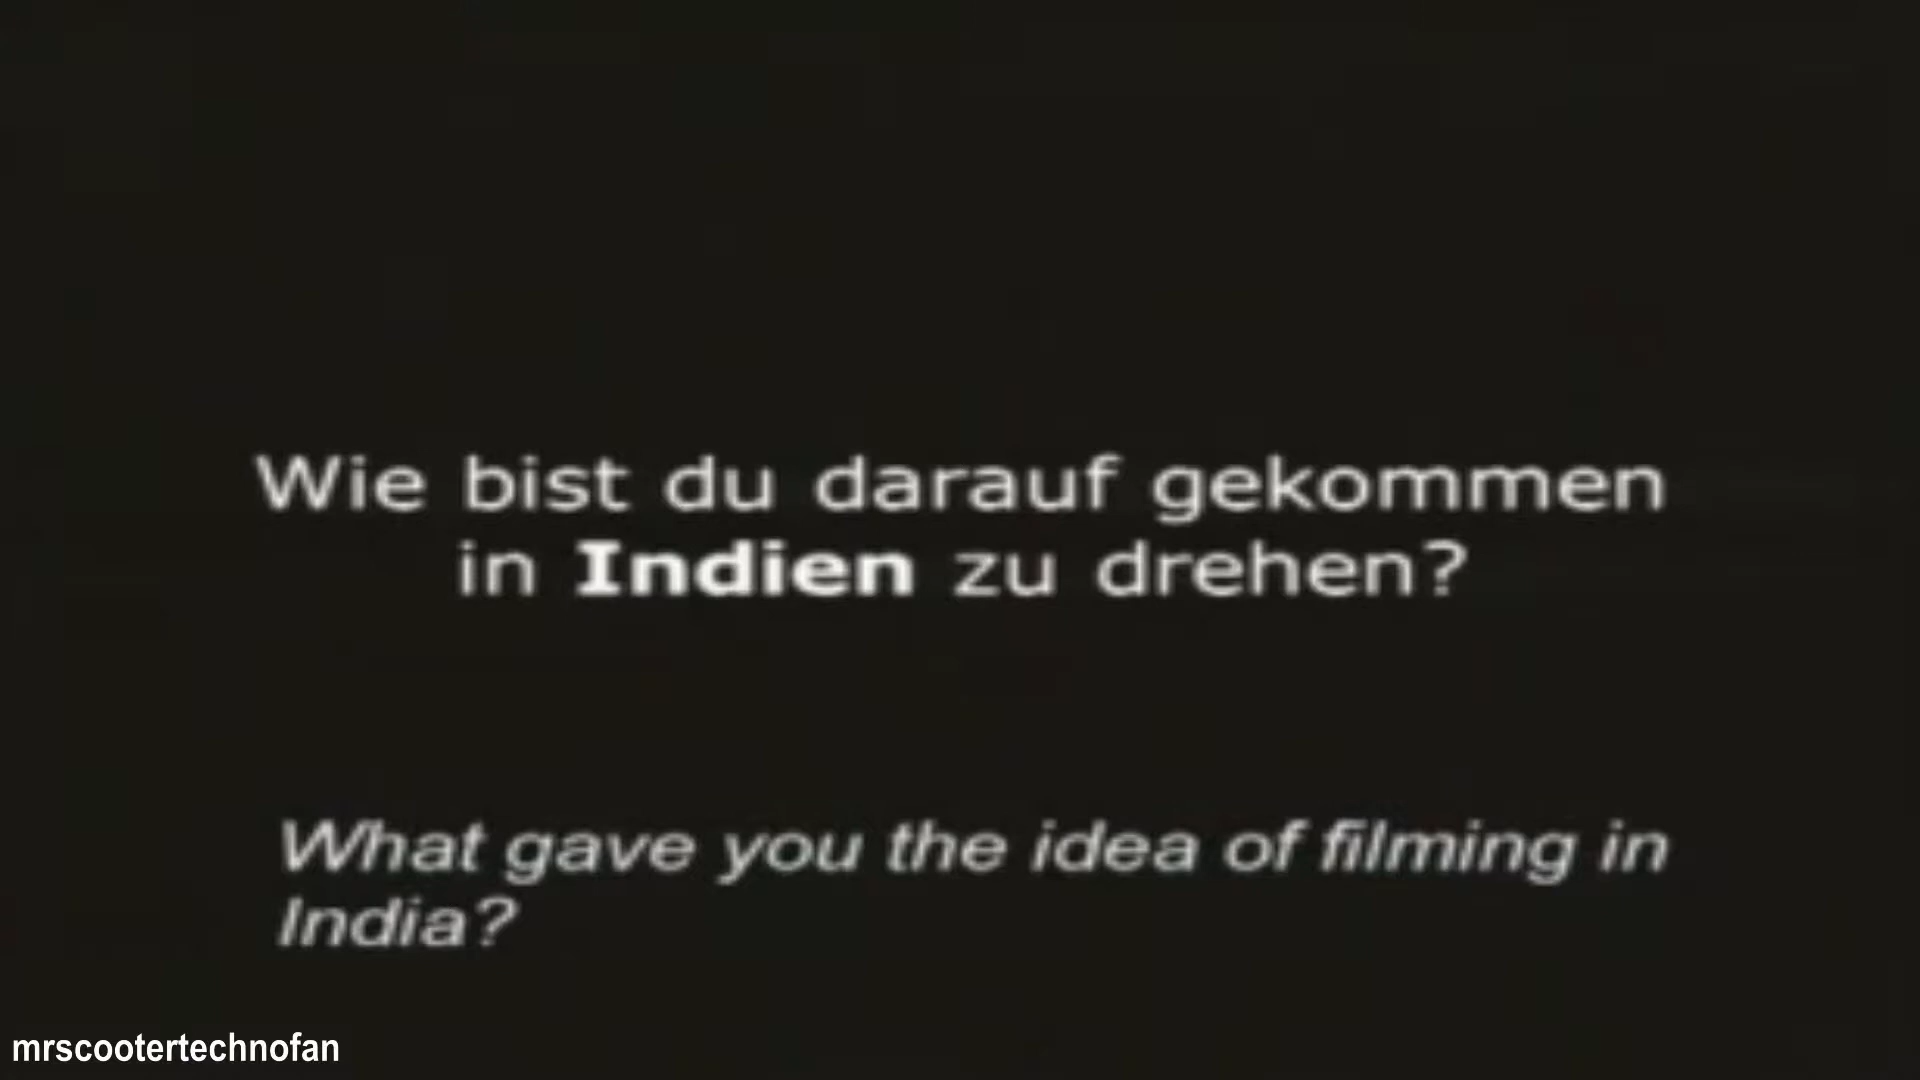 Wie bist du darauf gekommen
in Indien zu drehen?
What gave you the idea of filming in
India?
mrscootertechnofan